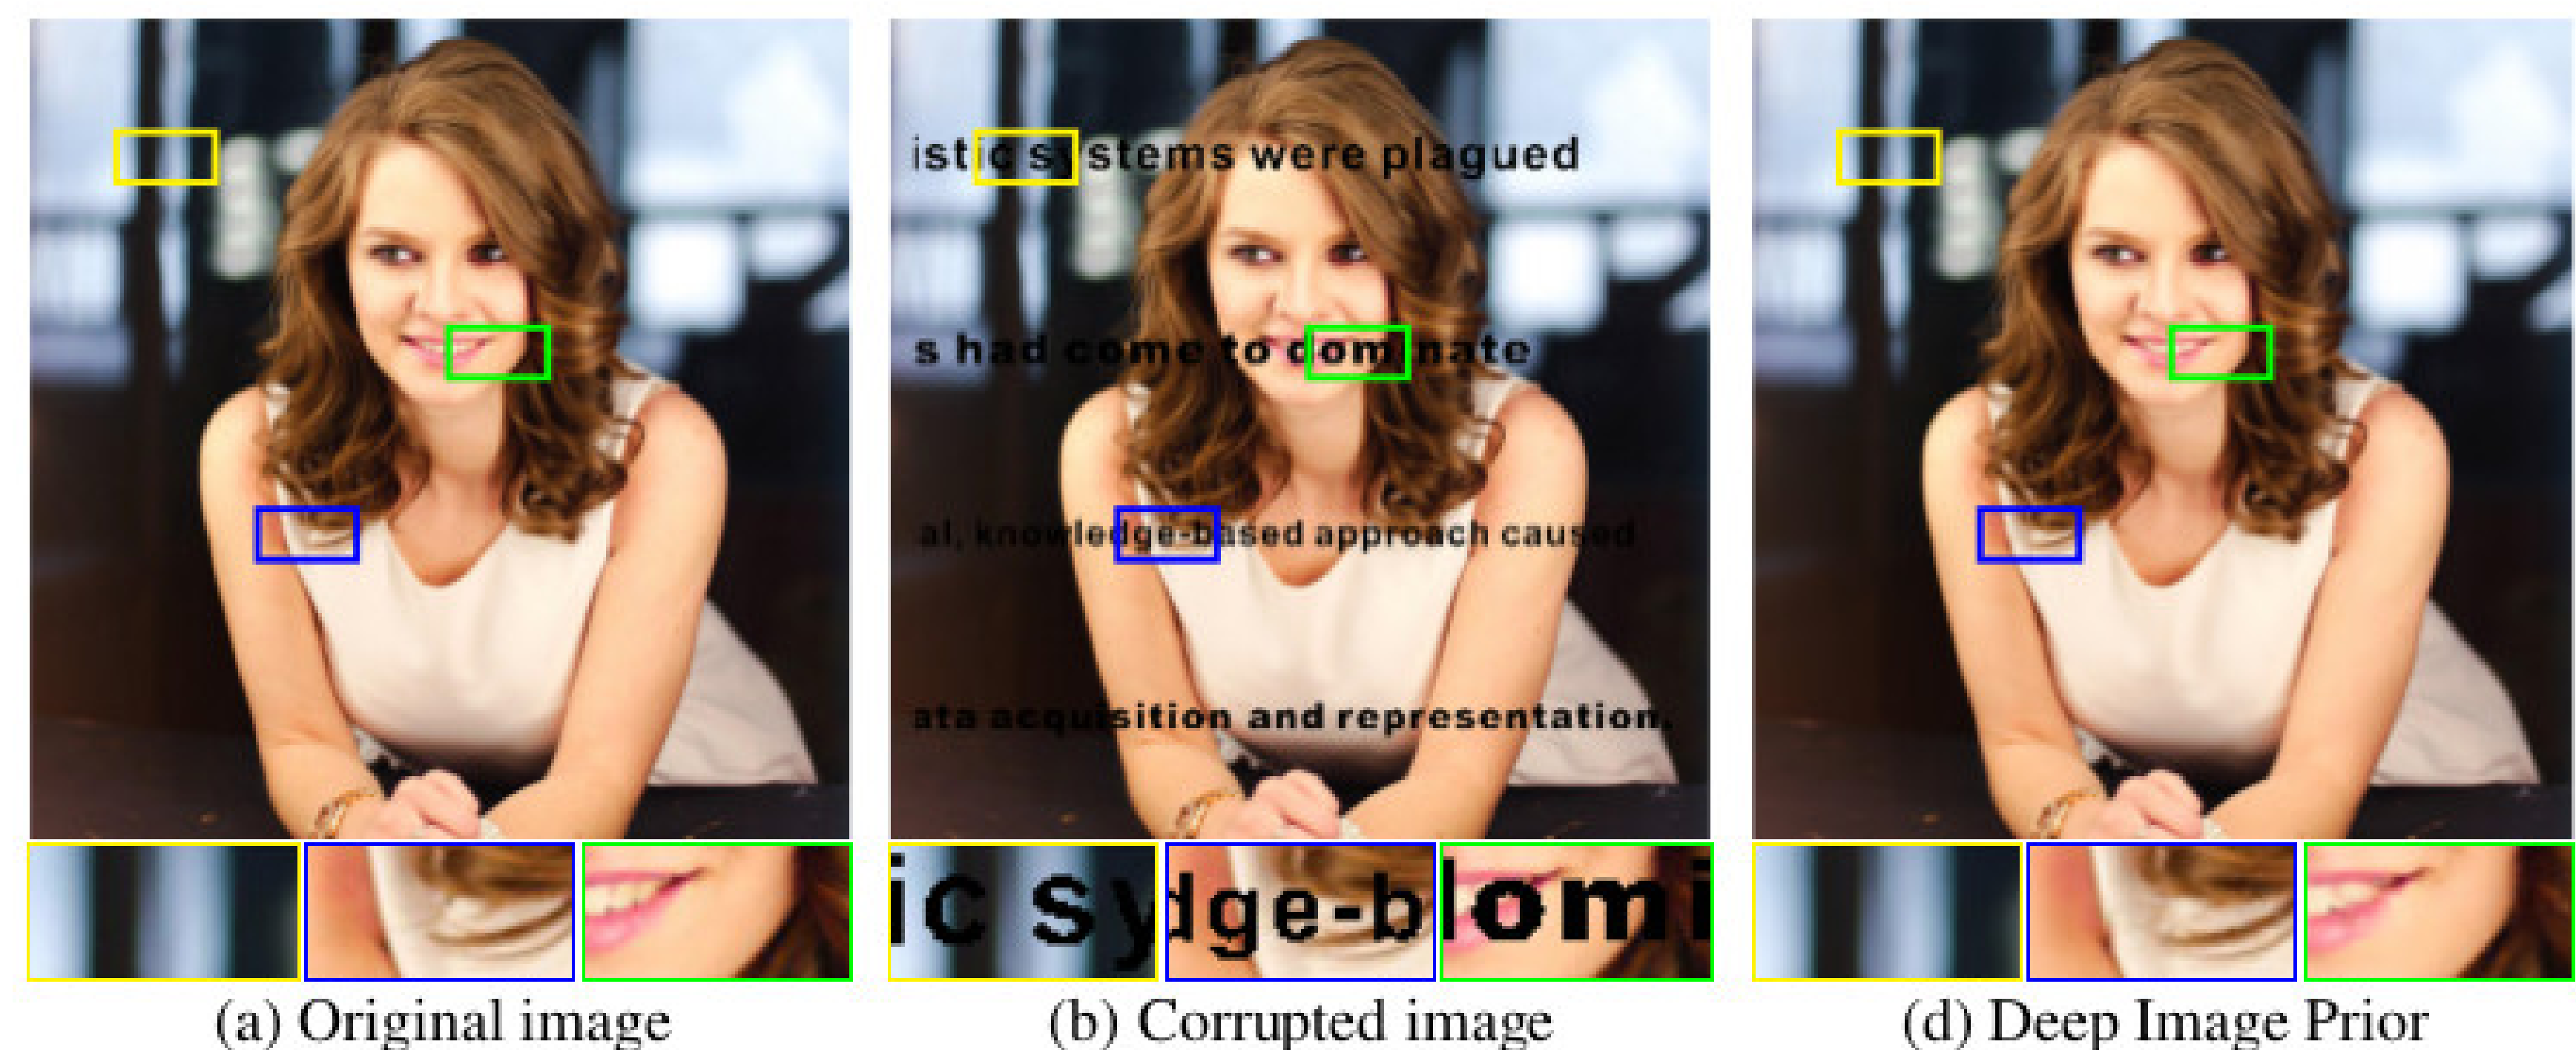 istic systems were plagued
s had come to dominate
al, knowledge-based approach caused
ata acquisition and representation.
ic sy
dge-b
omi
(a) Original image
(b) Corrupted image
(d) Deep Image Prior